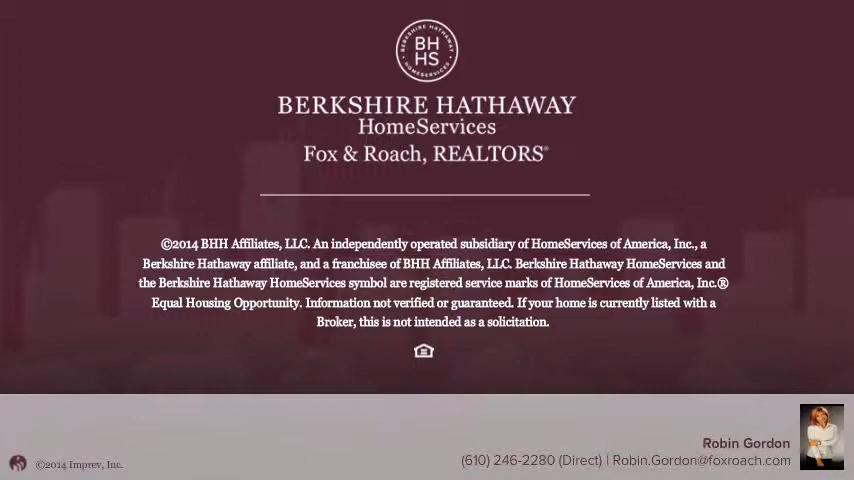 BERKSHIRE HATHAWAY
HOMESERVICES
BH
HS
BERKSHIRE HATHAWAY
HomeServices
Fox & Roach, REALTORS®
©2014 BHH Affiliates, LLC. An independently operated subsidiary of HomeServices of America, Inc., a
Berkshire Hathaway affiliate, and a franchisee of BHH Affiliates, LLC. Berkshire Hathaway HomeServices and
the Berkshire Hathaway HomeServices symbol are registered service marks of HomeServices of America, Inc.®
Equal Housing Opportunity. Information not verified or guaranteed. If your home is currently listed with a
Broker, this is not intended as a solicitation.
Robin Gordon
(610) 246-2280 (Direct) | Robin.Gordon@foxroach.com
©2014 Imprev, Inc.